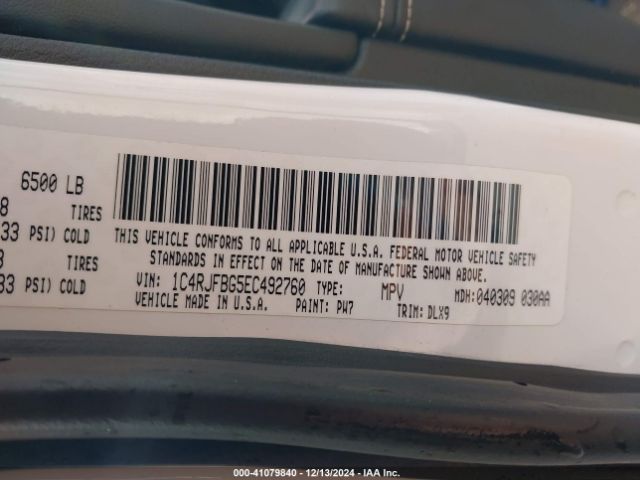 6500 LB
8 TIRES
33 PSI) COLD
TIRES
33 PSI) COLD
THIS VEHICLE CONFORMS TO ALL APPLICABLE U.S.A. FEDERAL MOTOR VEHICLE SAFETY
STANDARDS IN EFFECT ON THE DATE OF MANUFACTURE SHOWN ABOVE.
VIN: 1C4RJFBG5EC492760 TYPE: MPV MDH:040309 030AA
VEHICLE MADE IN U.S.A. PAINT: PW7 TRIM: DLX9
000-41079840 - 12/13/2024 - IAA Inc.